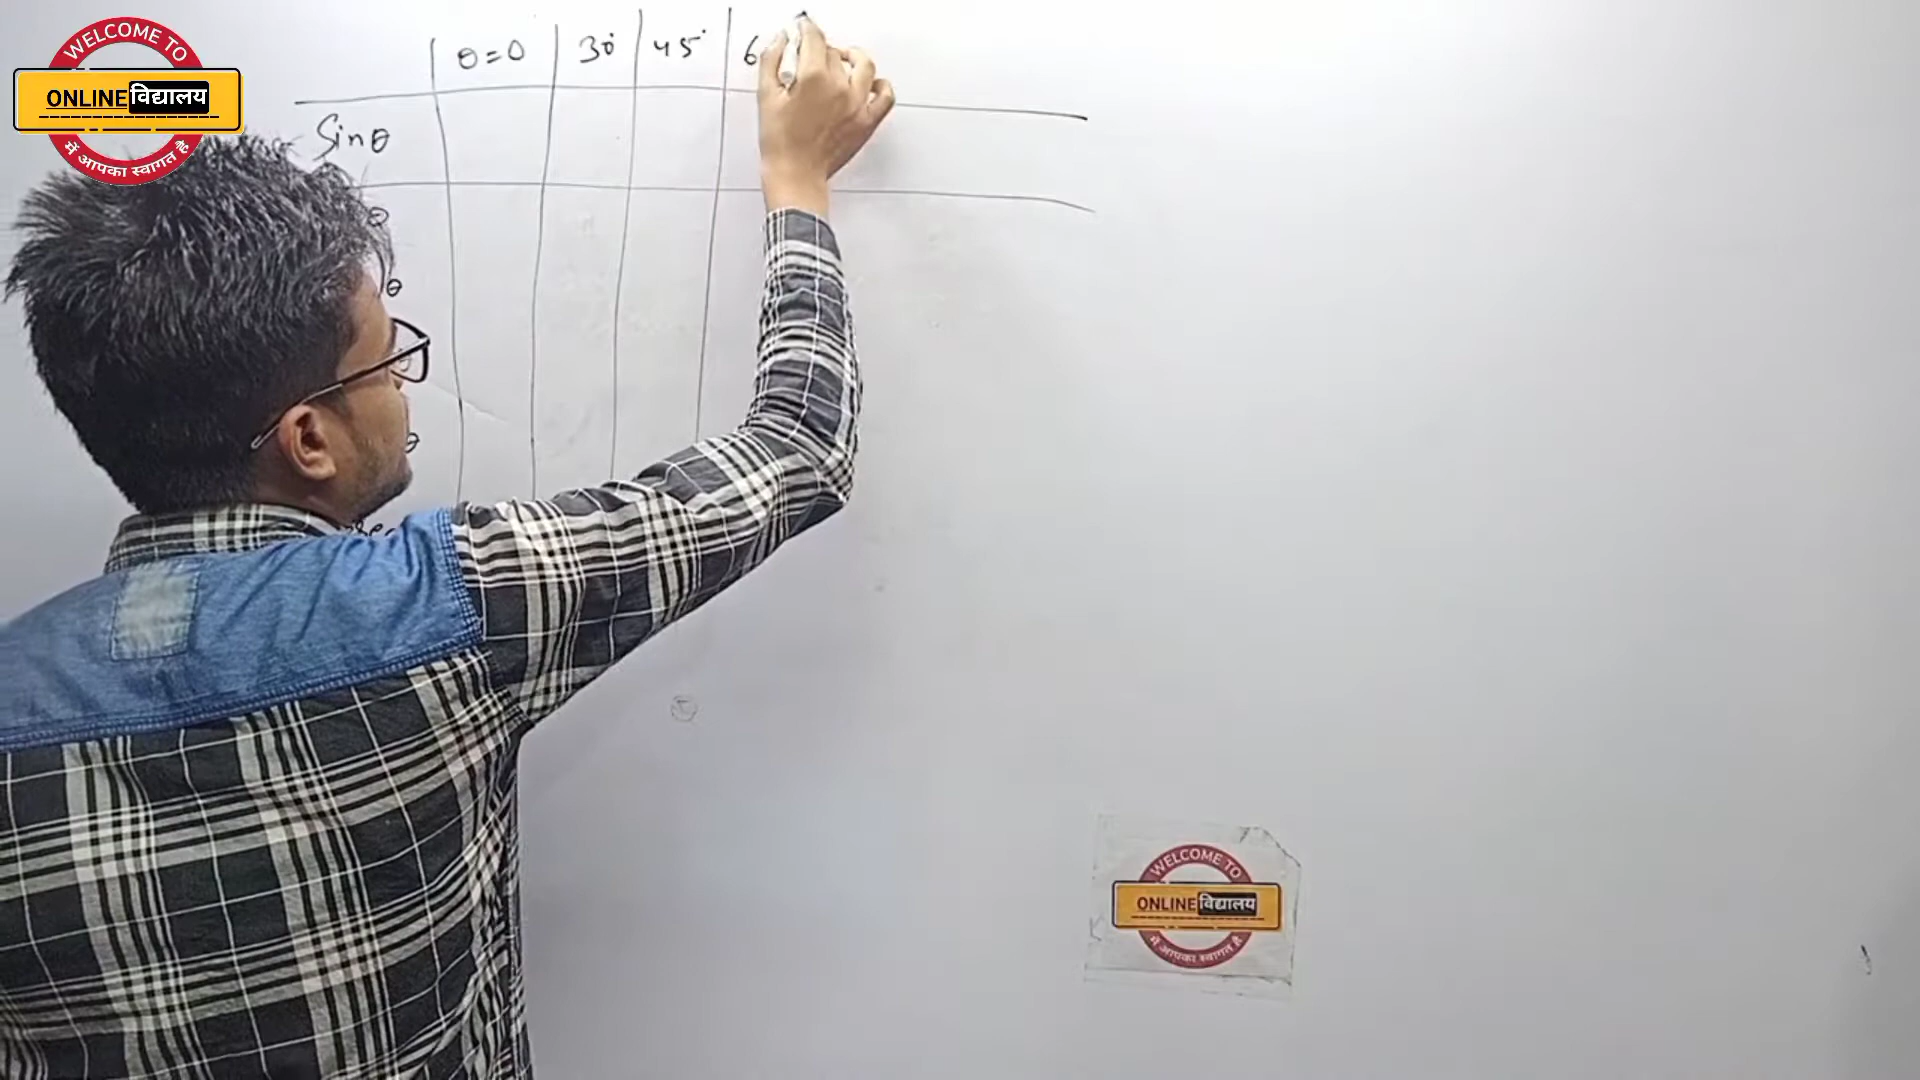 WELCOME TO
ONLINE विद्यालय
में आपका स्वागत है
θ=0 30° 45° 6
Sinθ
θ
θ
θ
θ
WELCOME TO
ONLINE विद्यालय
में आपका स्वागत है